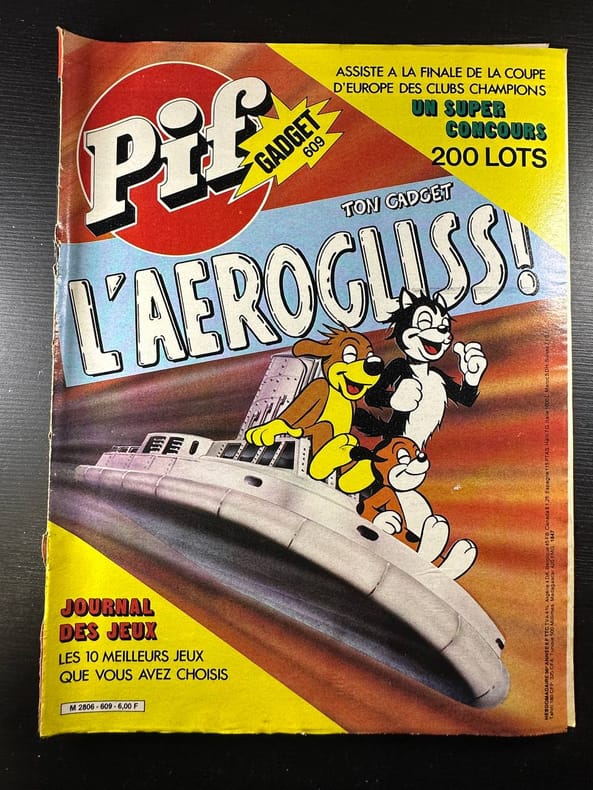 Pif
GADGET
609
ASSISTE A LA FINALE DE LA COUPE
D'EUROPE DES CLUBS CHAMPIONS
UN SUPER
CONCOURS
200 LOTS
TON GADGET
L'AEROGLISS!
JOURNAL
DES JEUX
LES 10 MEILLEURS JEUX
QUE VOUS AVEZ CHOISIS
M 2806 - 609 - 6,00 F
HEBDOMADAIRE